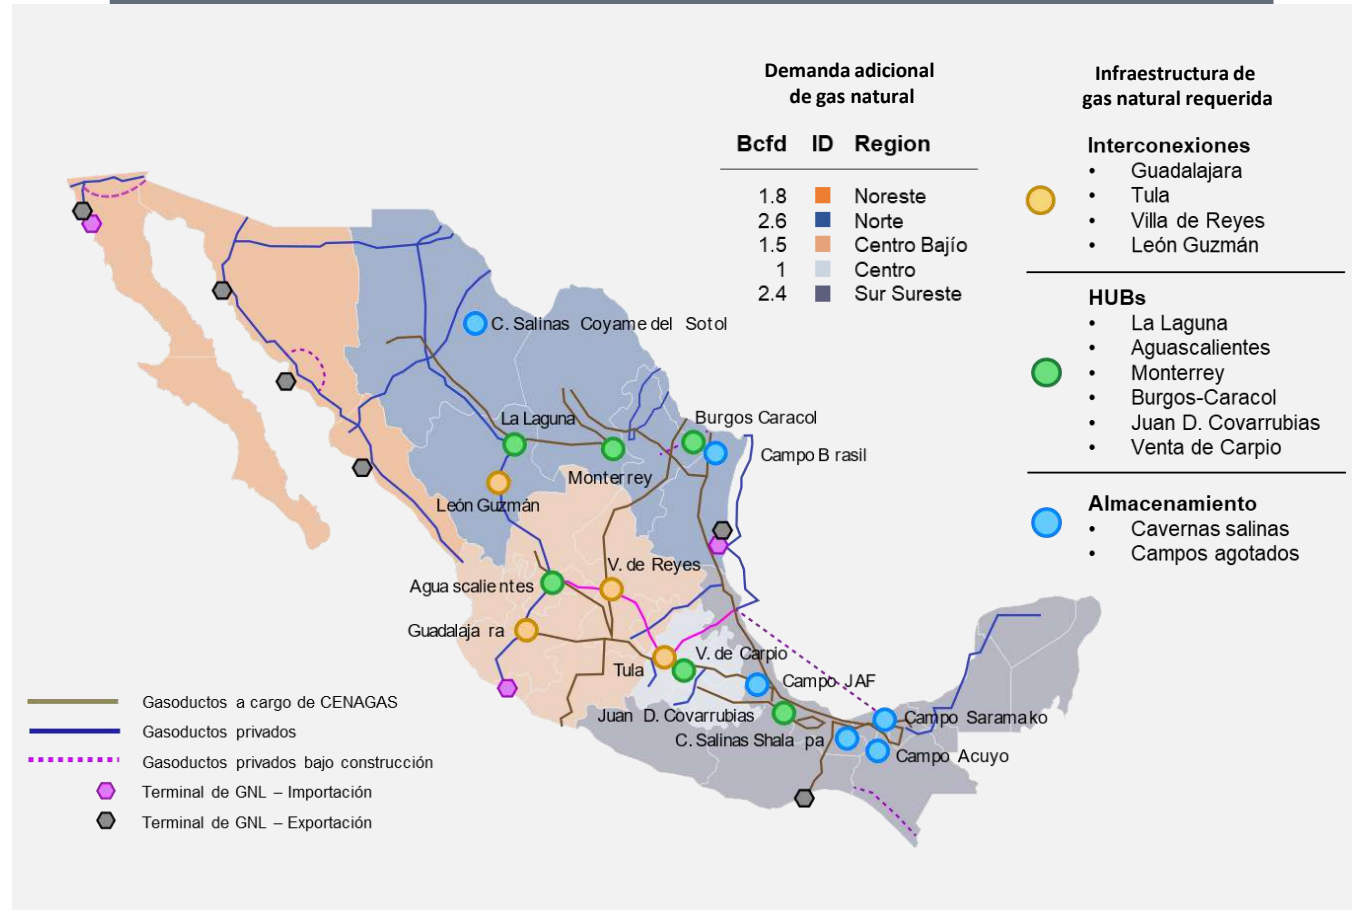 Demanda adicional
de gas natural
Bcfd ID Region
1.8 Noreste
2.6 Norte
1.5 Centro Bajío
1 Centro
2.4 Sur Sureste
Infraestructura de
gas natural requerida
Interconexiones
• Guadalajara
• Tula
• Villa de Reyes
• León Guzmán
HUBs
• La Laguna
• Aguascalientes
• Monterrey
• Burgos-Caracol
• Juan D. Covarrubias
• Venta de Carpio
Almacenamiento
• Cavernas salinas
• Campos agotados
C. Salinas Coyame del Sotol
La Laguna
Burgos Caracol
Campo B rasil
Monterrey
León Guzmán
V. de Reyes
Agua scalie ntes
Guadalaja ra
V. de Carpio
Tula
Campo JAF
Juan D. Covarrubias
Campo Saramako
C. Salinas Shala pa
Campo Acuyo
Gasoductos a cargo de CENAGAS
Gasoductos privados
Gasoductos privados bajo construcción
Terminal de GNL – Importación
Terminal de GNL – Exportación